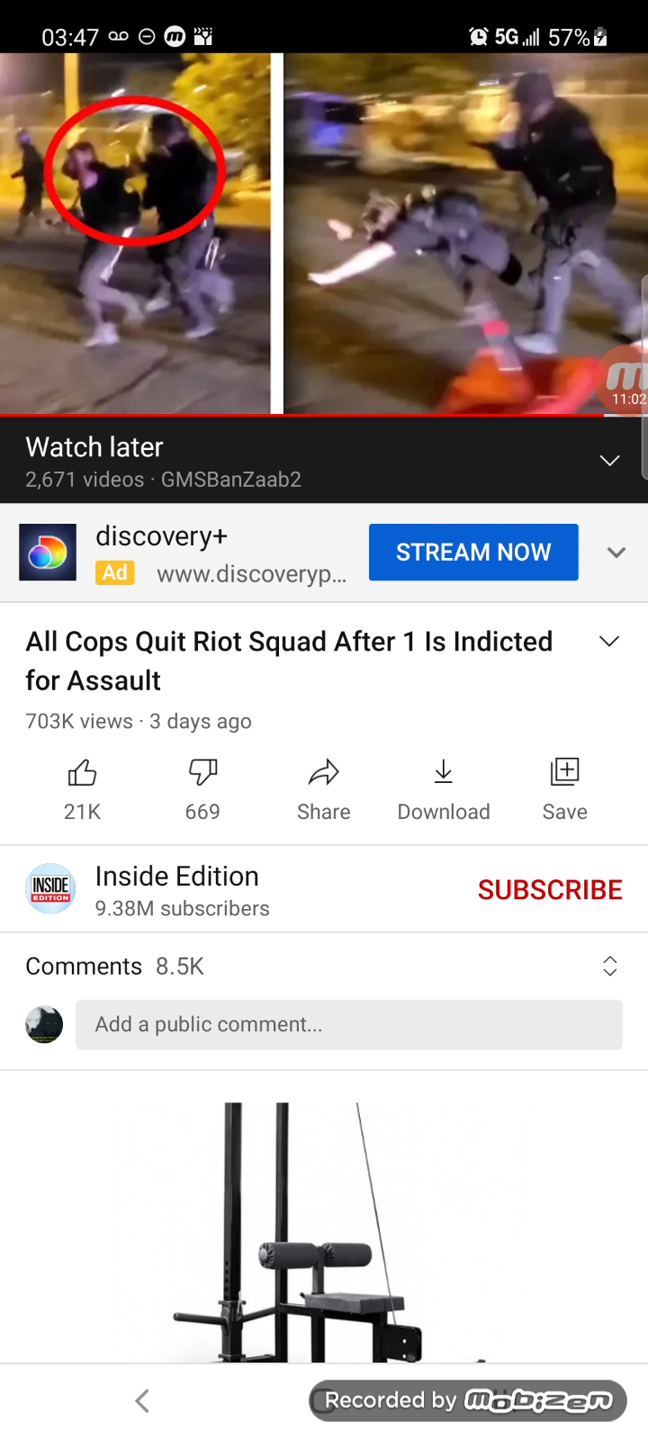 03:47 5G 57%
11:02
Watch later
2,671 videos · GMSBanZaab2
discovery+
Ad www.discoveryp...
STREAM NOW
All Cops Quit Riot Squad After 1 Is Indicted
for Assault
703K views · 3 days ago
21K 669 Share Download Save
INSIDE
EDITION
Inside Edition
9.38M subscribers
SUBSCRIBE
Comments 8.5K
Add a public comment...
Recorded by mobizen